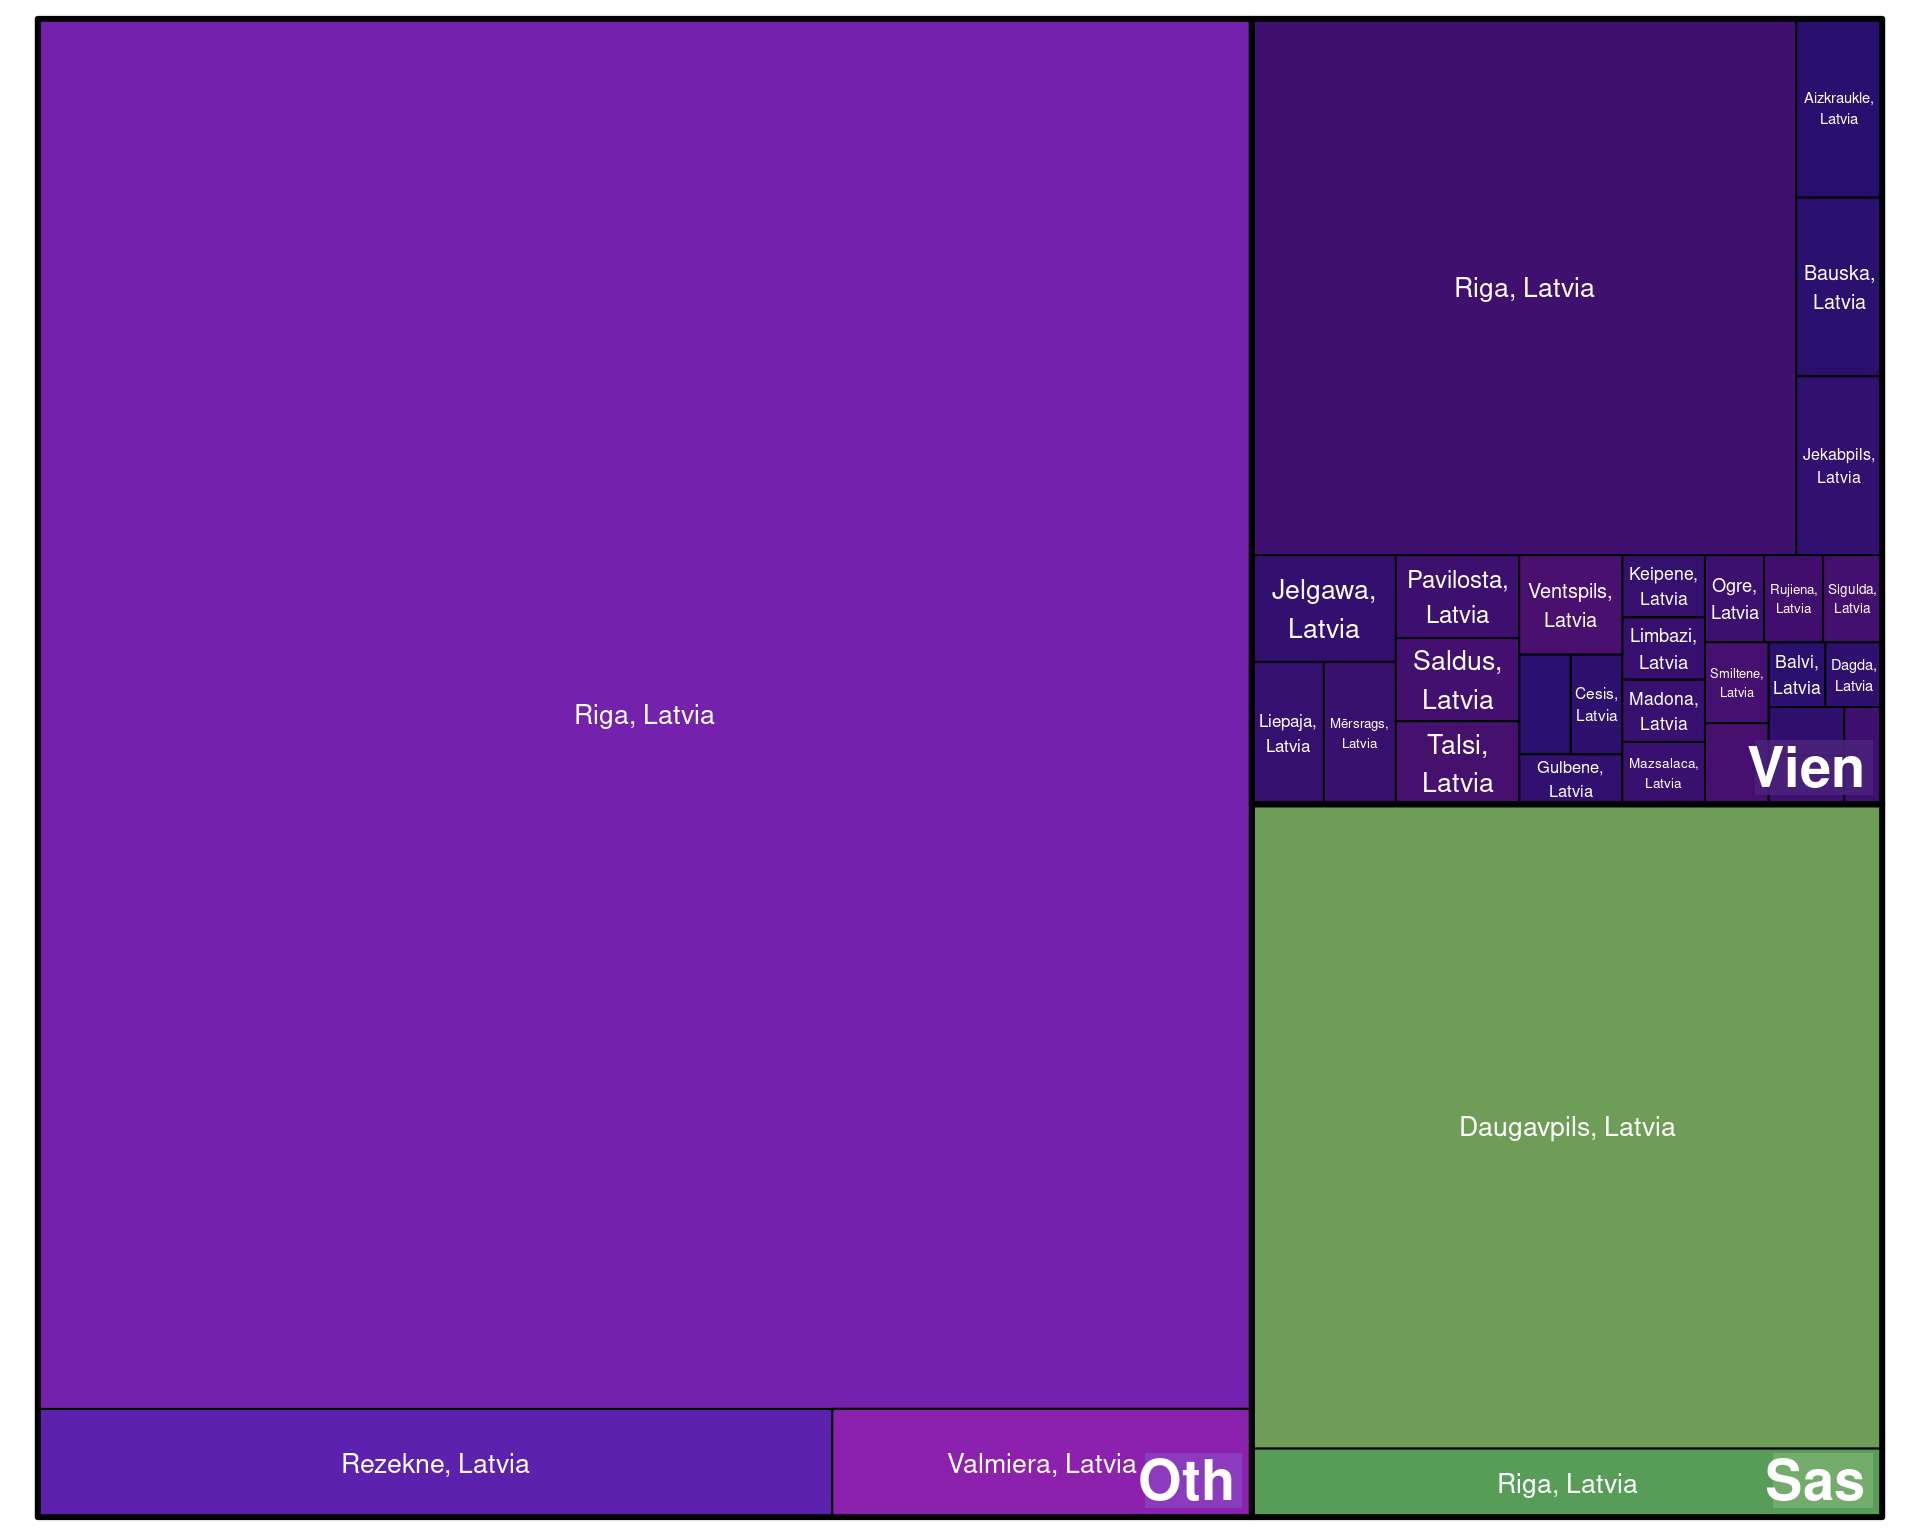 Riga, Latvia
Rezekne, Latvia
Valmiera, Latvia
Oth
Riga, Latvia
Aizkraukle,
Latvia
Bauska,
Latvia
Jekabpils,
Latvia
Jelgawa,
Latvia
Liepaja,
Latvia
Mērsrags,
Latvia
Pavilosta,
Latvia
Saldus,
Latvia
Talsi,
Latvia
Ventspils,
Latvia
Cesis,
Latvia
Gulbene,
Latvia
Keipene,
Latvia
Limbazi,
Latvia
Madona,
Latvia
Mazsalaca,
Latvia
Ogre,
Latvia
Rujiena,
Latvia
Sigulda,
Latvia
Smiltene,
Latvia
Balvi,
Latvia
Dagda,
Latvia
Vien
Daugavpils, Latvia
Riga, Latvia
Sas